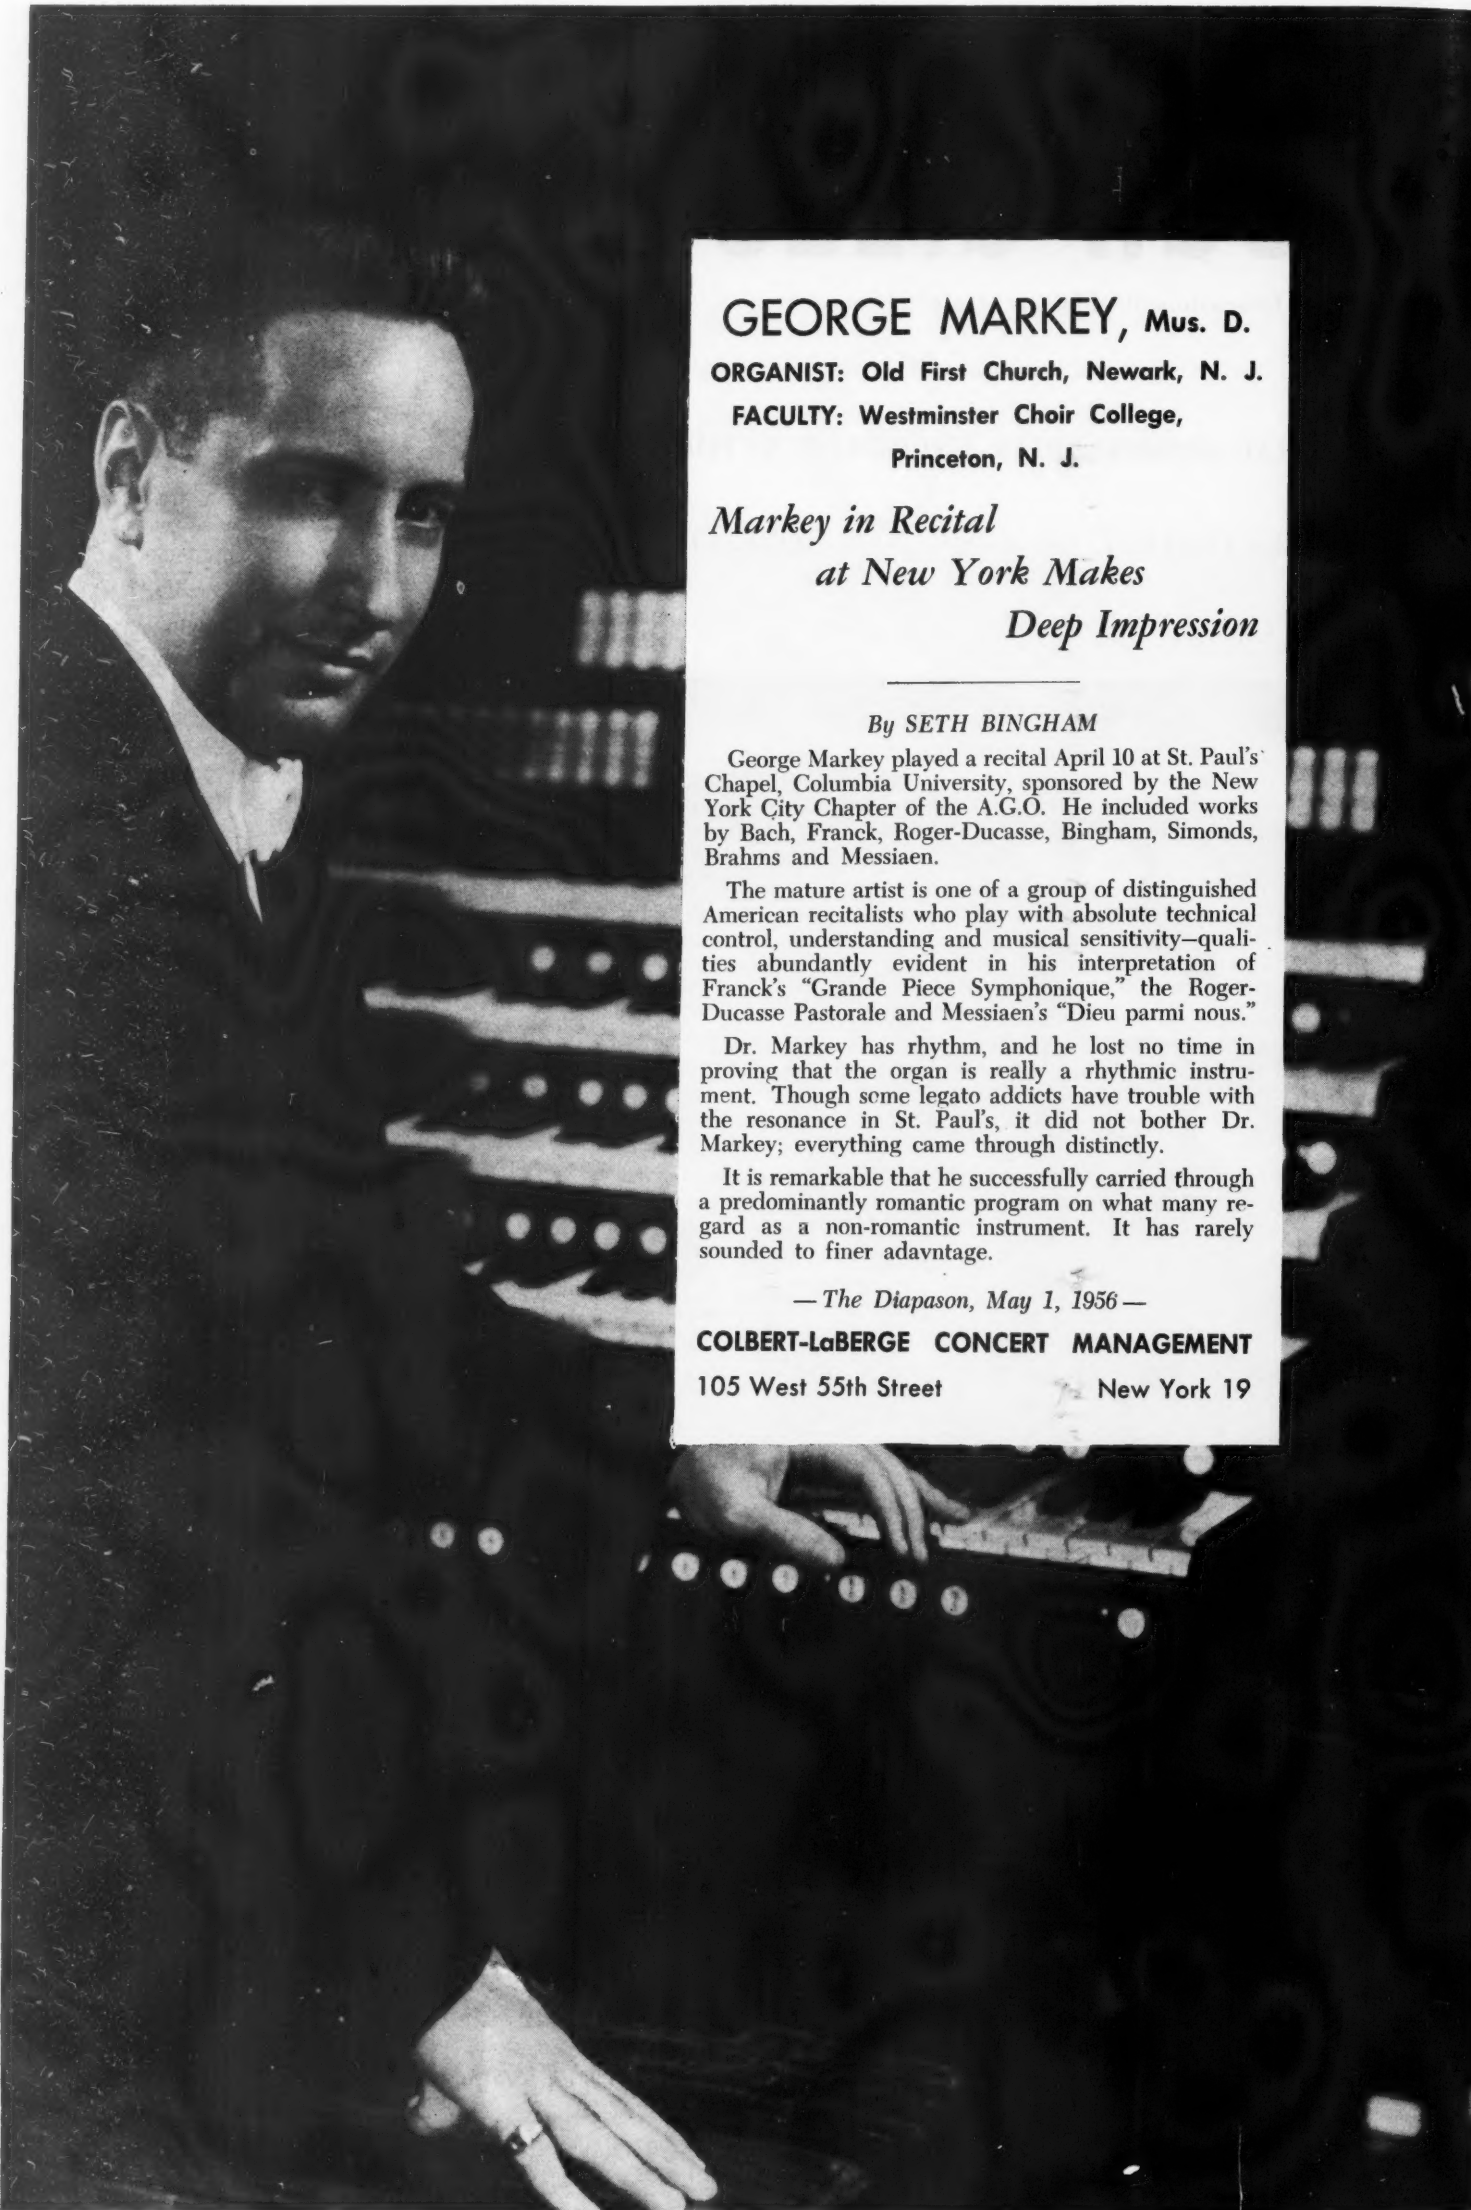 GEORGE MARKEY, Mus. D.
ORGANIST: Old First Church, Newark, N. J.
FACULTY: Westminster Choir College,
Princeton, N. J.
Markey in Recital
at New York Makes
Deep Impression
By SETH BINGHAM
George Markey played a recital April 10 at St. Paul's
Chapel, Columbia University, sponsored by the New
York City Chapter of the A.G.O. He included works
by Bach, Franck, Roger-Ducasse, Bingham, Simonds,
Brahms and Messiaen.
The mature artist is one of a group of distinguished
American recitalists who play with absolute technical
control, understanding and musical sensitivity—quali-
ties abundantly evident in his interpretation of
Franck's “Grande Piece Symphonique,” the Roger-
Ducasse Pastorale and Messiaen's “Dieu parmi nous.”
Dr. Markey has rhythm, and he lost no time in
proving that the organ is really a rhythmic instru-
ment. Though some legato addicts have trouble with
the resonance in St. Paul's, it did not bother Dr.
Markey; everything came through distinctly.
It is remarkable that he successfully carried through
a predominantly romantic program on what many re-
gard as a non-romantic instrument. It has rarely
sounded to finer adavntage.
— The Diapason, May 1, 1956 —
COLBERT-LaBERGE CONCERT MANAGEMENT
105 West 55th Street New York 19